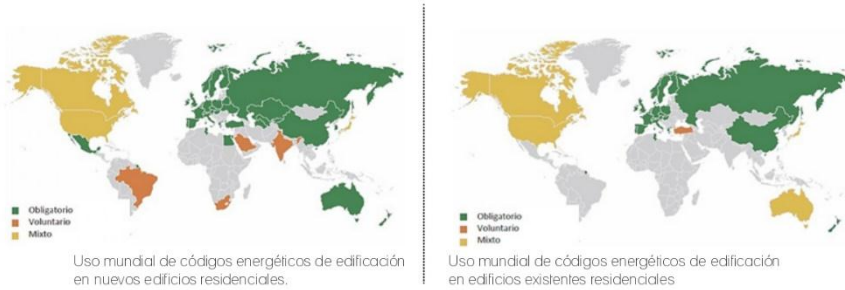 Obligatorio
Voluntario
Mixto
Uso mundial de códigos energéticos de edificación
en nuevos edificios residenciales.
Obligatorio
Voluntario
Mixto
Uso mundial de códigos energéticos de edificación
en edificios existentes residenciales